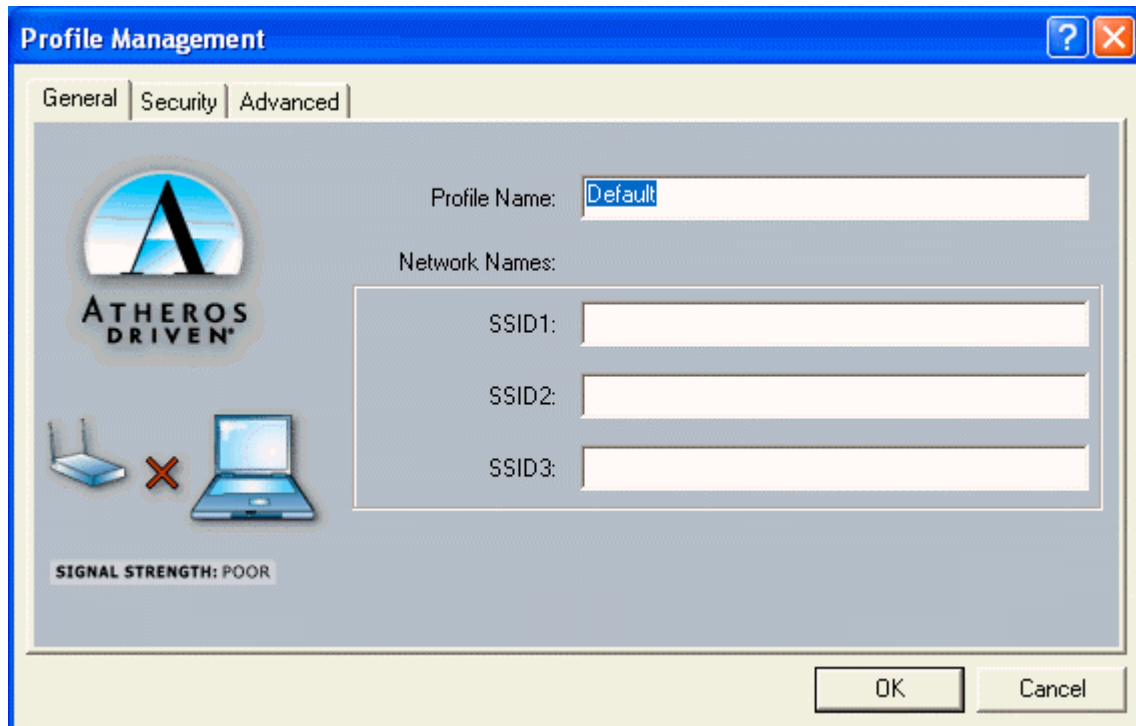 Profile Management
General Security Advanced
Profile Name: Default
Network Names:
SSID1:
SSID2:
SSID3:
ATHEROS
DRIVEN®
SIGNAL STRENGTH: POOR
OK Cancel